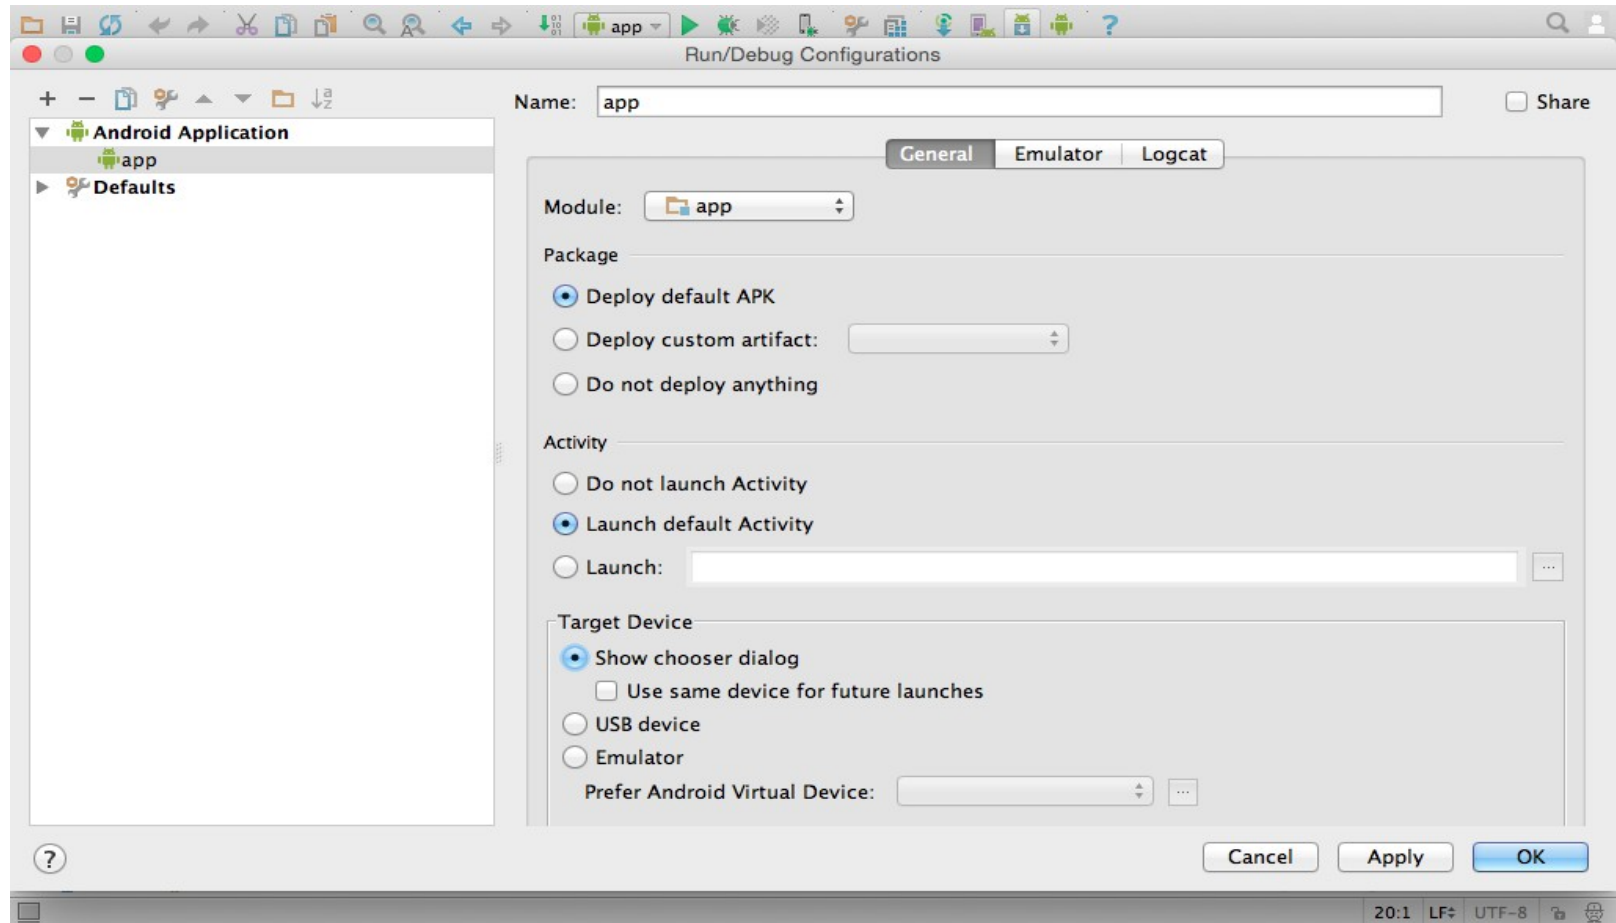 app
Run/Debug Configurations
Name: app
Share
Android Application
app
Defaults
General Emulator Logcat
Module: app
Package
Deploy default APK
Deploy custom artifact:
Do not deploy anything
Activity
Do not launch Activity
Launch default Activity
Launch:
Target Device
Show chooser dialog
Use same device for future launches
USB device
Emulator
Prefer Android Virtual Device:
Cancel Apply OK
20:1 LF UTF-8